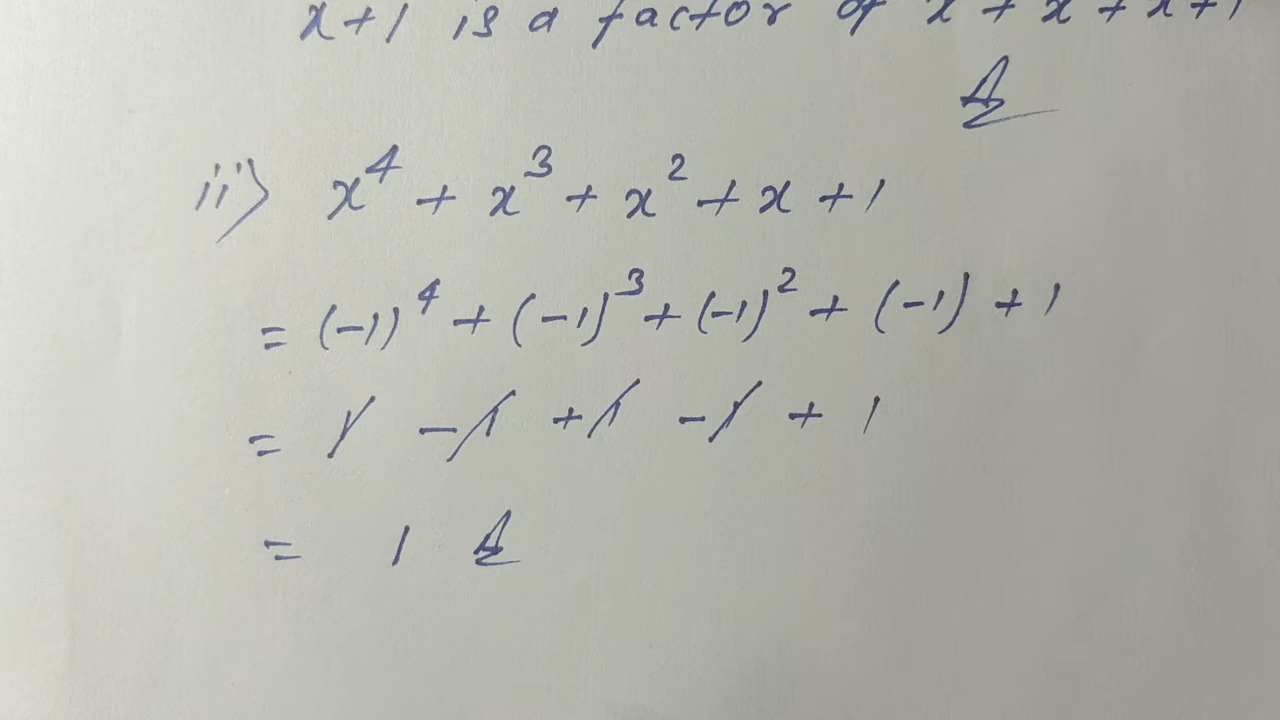 x+1 is a factor of x + x + x+1
ii) x⁴ + x³ + x² + x + 1
= (-1)⁴ + (-1)³ + (-1)² + (-1) + 1
= 1 - 1 + 1 - 1 + 1
= 1